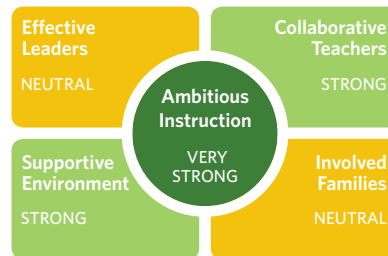 Effective
Leaders
NEUTRAL
Collaborative
Teachers
STRONG
Ambitious
Instruction
VERY
STRONG
Supportive
Environment
STRONG
Involved
Families
NEUTRAL